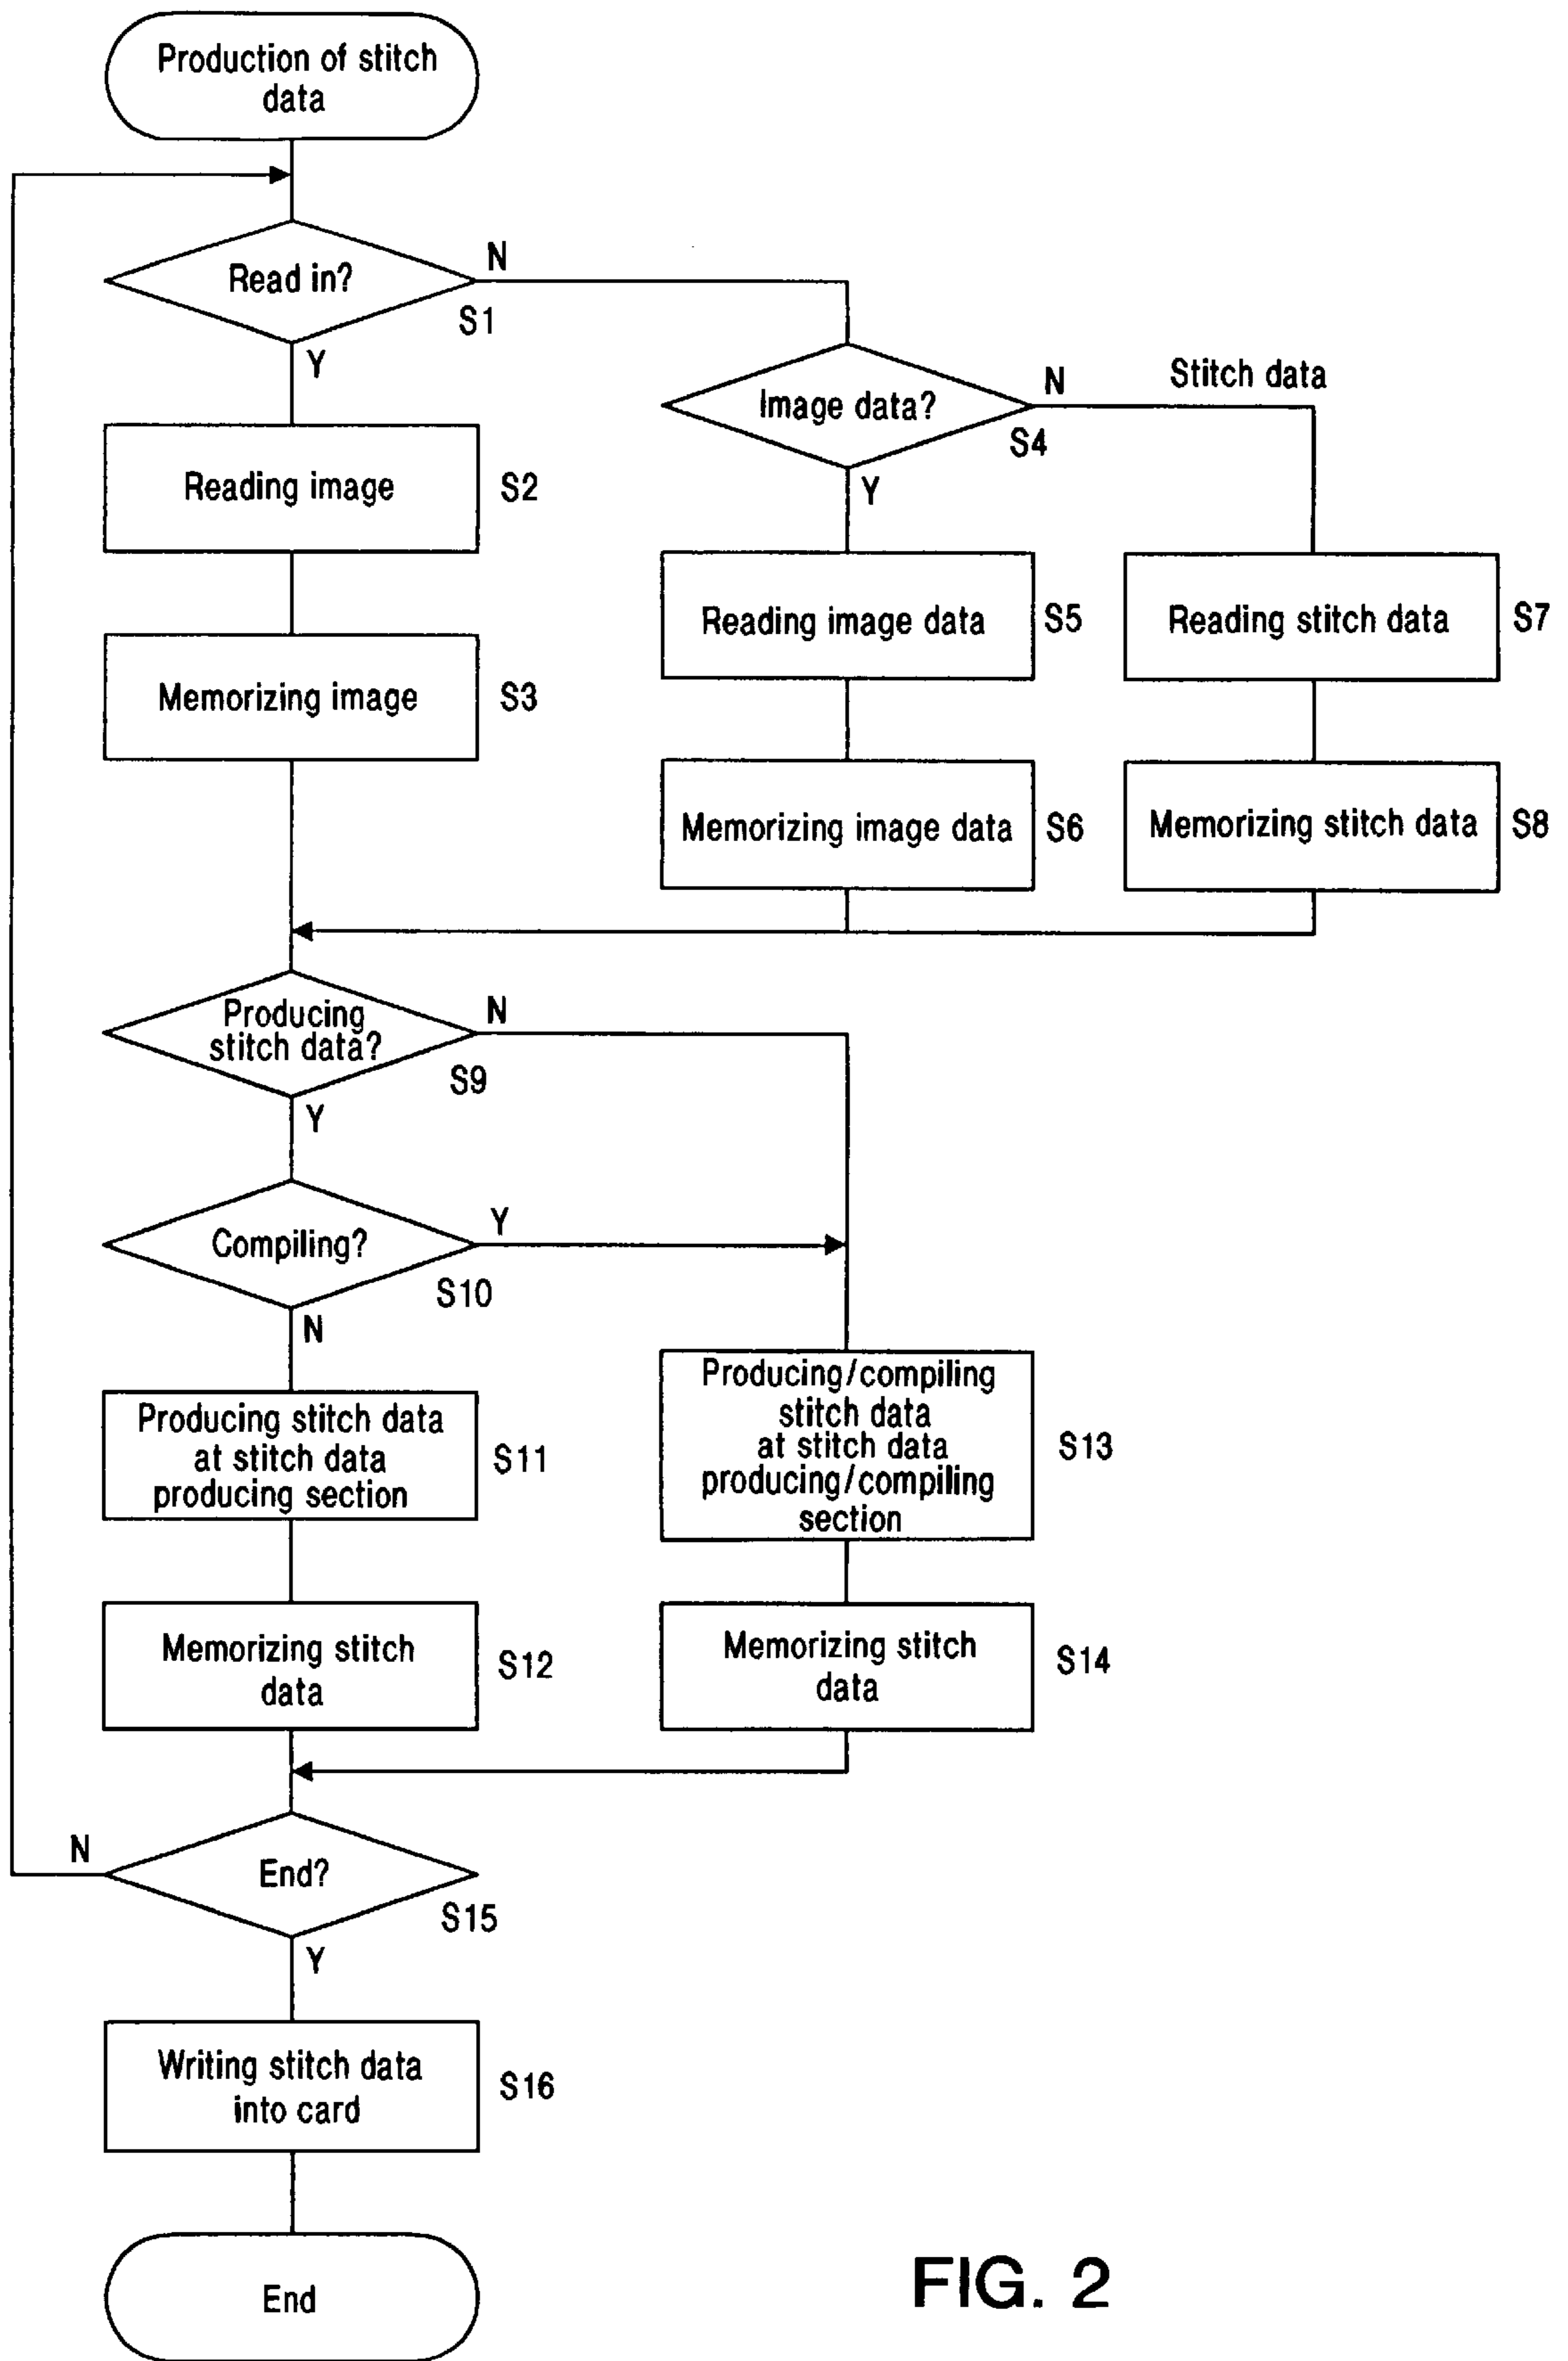 Production of stitch
data
Read in?
N
S1
Y
Image data?
N
Stitch data
S4
Y
Reading image
S2
Reading image data
S5
Reading stitch data
S7
Memorizing image
S3
Memorizing image data
S6
Memorizing stitch data
S8
Producing
stitch data?
N
S9
Y
Compiling?
Y
S10
N
Producing stitch data
at stitch data
producing section
S11
Producing/compiling
stitch data
at stitch data
producing/compiling
section
S13
Memorizing stitch
data
S12
Memorizing stitch
data
S14
N
End?
S15
Y
Writing stitch data
into card
S16
End
FIG. 2